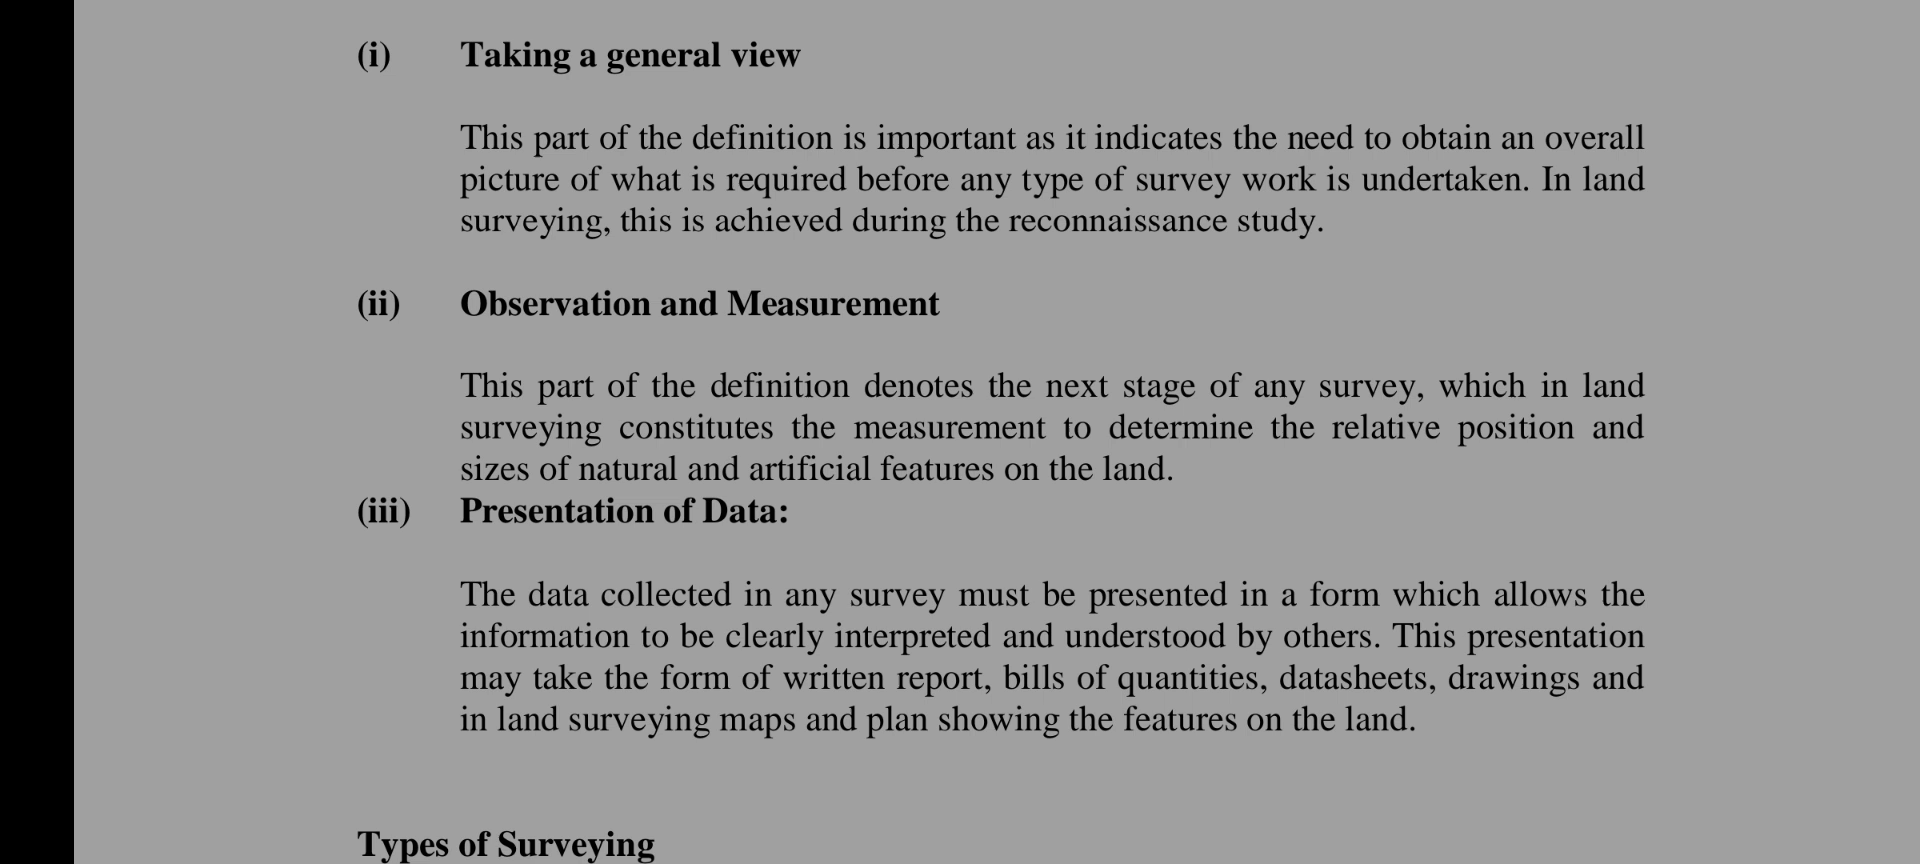 (i) Taking a general view
This part of the definition is important as it indicates the need to obtain an overall
picture of what is required before any type of survey work is undertaken. In land
surveying, this is achieved during the reconnaissance study.
(ii) Observation and Measurement
This part of the definition denotes the next stage of any survey, which in land
surveying constitutes the measurement to determine the relative position and
sizes of natural and artificial features on the land.
(iii) Presentation of Data:
The data collected in any survey must be presented in a form which allows the
information to be clearly interpreted and understood by others. This presentation
may take the form of written report, bills of quantities, datasheets, drawings and
in land surveying maps and plan showing the features on the land.
Types of Surveying